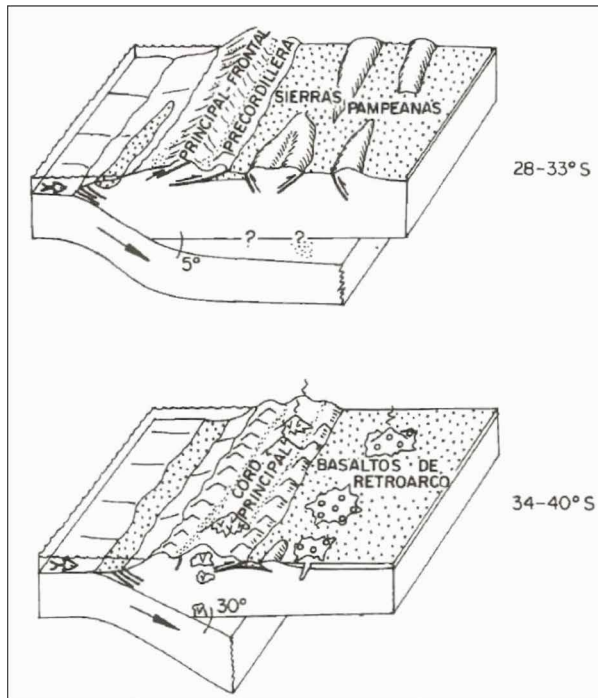 PRINCIPAL-FRONTAL
PRECORDILLERA
SIERRAS
PAMPEANAS
28-33°S
5°
?
?
CORD
PRINCIPAL
BASALTOS DE
RETROARCO
34-40°S
30°